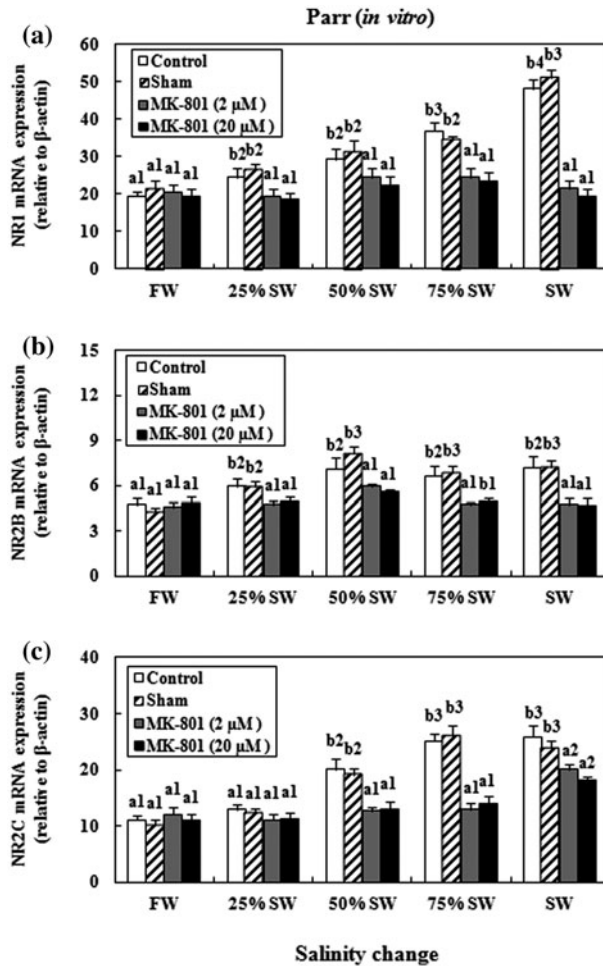 Parr (in vitro)
(a)
NR1 mRNA expression
(relative to β-actin)
60
50
40
30
20
10
0
Control
Sham
MK-801 (2 μM )
MK-801 (20 μM )
a1 a1 a1 a1
b2 b2 a1 a1
b2 b2 a1 a1
b3 b2 a1 a1
b4 b3 a1 a1
FW 25% SW 50% SW 75% SW SW
(b)
NR2B mRNA expression
(relative to β-actin)
15
12
9
6
3
0
Control
Sham
MK-801 (2 μM )
MK-801 (20 μM )
a1 a1 a1 a1
b2 b2 a1 a1
b2 b3 a1 a1
b2 b3 a1 b1
b2 b3 a1 a1
FW 25% SW 50% SW 75% SW SW
(c)
NR2C mRNA expression
(relative to β-actin)
40
30
20
10
0
Control
Sham
MK-801 (2 μM )
MK-801 (20 μM )
a1 a1 a1 a1
a1 a1 a1 a1
b2 b2 a1 a1
b3 b3 a1 a1
b3 b3 a2 a2
FW 25% SW 50% SW 75% SW SW
Salinity change